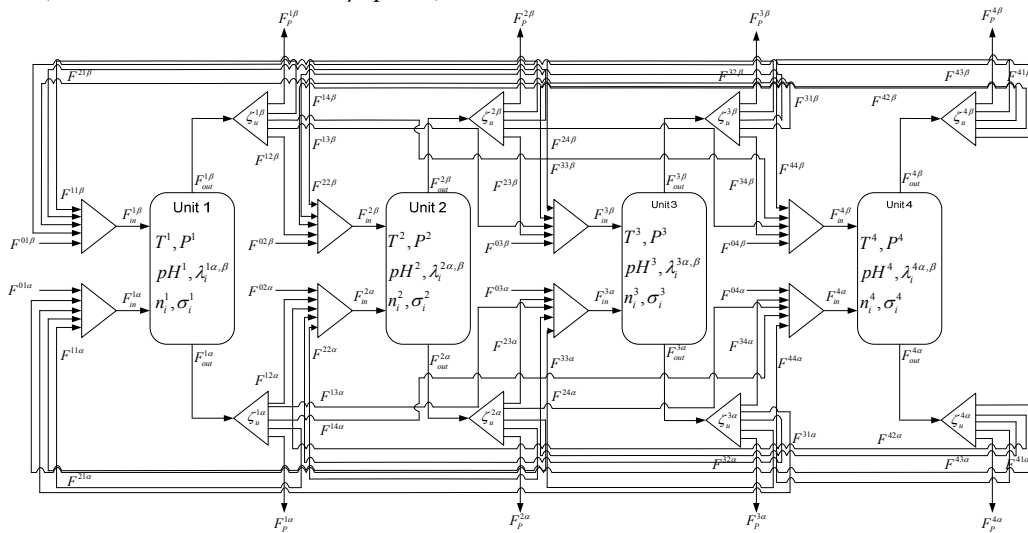 F_P^{1β} F_P^{2β} F_P^{3β} F_P^{4β}
F^{21β} F^{32β} F^{43β} F^{41β}
F^{14β} F^{31β} F^{42β}
ζ_u^{1β} ζ_u^{2β} ζ_u^{3β} ζ_u^{4β}
F^{12β} F^{13β} F^{24β}
F^{11β} F_{out}^{1β} F^{22β} F_{out}^{2β} F^{23β} F^{33β} F_{out}^{3β} F^{34β} F^{44β} F_{out}^{4β}
F_{in}^{1β} F_{in}^{2β} F_{in}^{3β} F_{in}^{4β}
F^{01β} F^{02β} F^{03β} F^{04β}
Unit 1
T^1, P^1
pH^1, λ_i^{1α,β}
n_i^1, σ_i^1
Unit 2
T^2, P^2
pH^2, λ_i^{2α,β}
n_i^2, σ_i^2
Unit 3
T^3, P^3
pH^3, λ_i^{3α,β}
n_i^3, σ_i^3
Unit 4
T^4, P^4
pH^4, λ_i^{4α,β}
n_i^4, σ_i^4
F^{01α} F^{02α} F^{03α} F^{04α}
F_{in}^{1α} F_{in}^{2α} F_{in}^{3α} F_{in}^{4α}
F^{11α} F_{out}^{1α} F^{22α} F_{out}^{2α} F^{23α} F^{33α} F_{out}^{3α} F^{34α} F^{44α} F_{out}^{4α}
F^{12α} F^{13α} F^{24α}
ζ_u^{1α} ζ_u^{2α} ζ_u^{3α} ζ_u^{4α}
F^{14α} F^{31α} F^{42α}
F^{21α} F^{32α} F^{43α} F^{41α}
F_P^{1α} F_P^{2α} F_P^{3α} F_P^{4α}